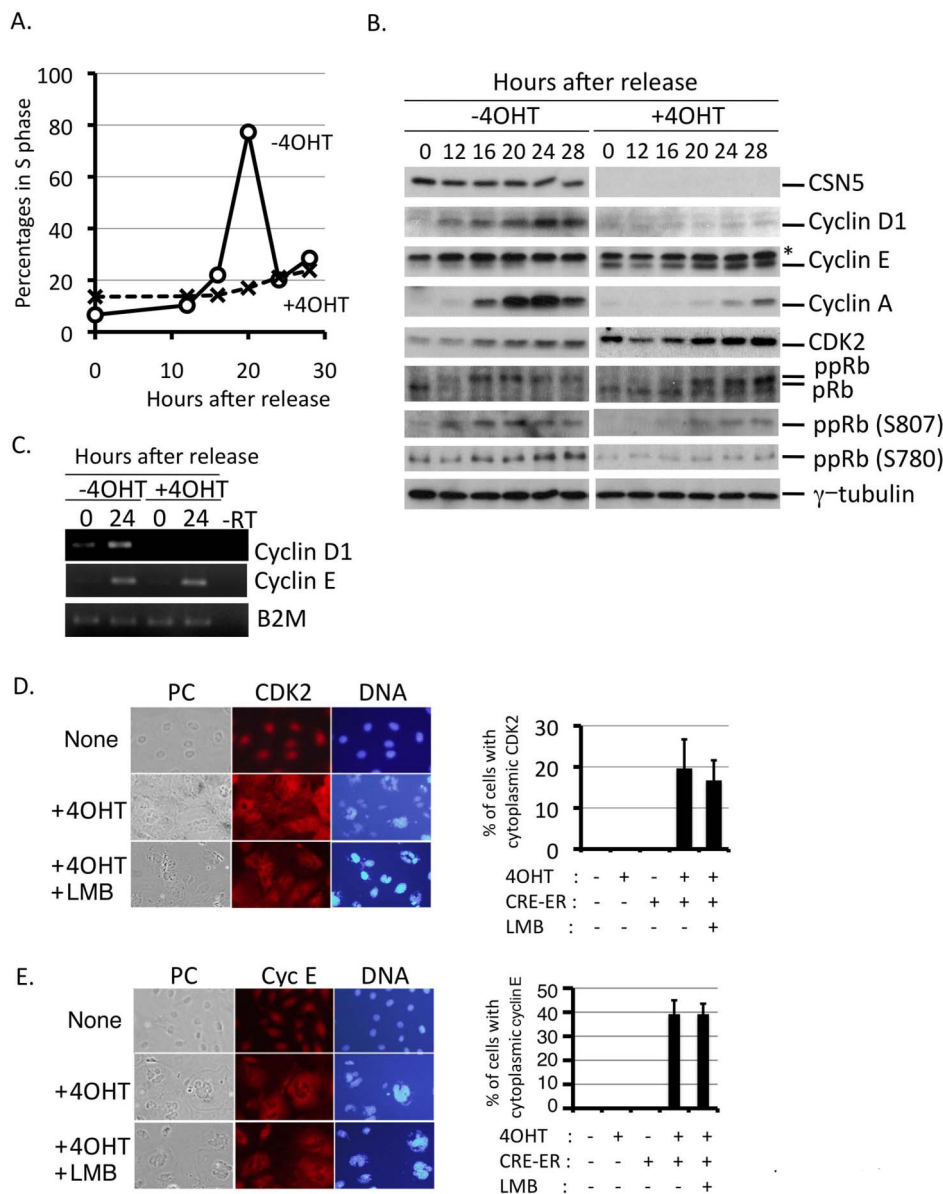 A.
100
80
60
40
20
0
0 10 20 30
Percentages in S phase
Hours after release
-4OHT
+4OHT
B.
Hours after release
-4OHT +4OHT
0 12 16 20 24 28 0 12 16 20 24 28
CSN5
Cyclin D1
*
Cyclin E
Cyclin A
CDK2
ppRb
pRb
ppRb (S807)
ppRb (S780)
γ-tubulin
C.
Hours after release
-4OHT +4OHT
0 24 0 24 -RT
Cyclin D1
Cyclin E
B2M
D.
PC CDK2 DNA
None
+4OHT
+4OHT
+LMB
% of cells with
cytoplasmic CDK2
30
20
10
0
4OHT : - + - + +
CRE-ER : - - + + +
LMB : - - - - +
E.
PC Cyc E DNA
None
+4OHT
+4OHT
+LMB
% of cells with
cytoplasmic cyclin E
50
40
30
20
10
0
4OHT : - + - + +
CRE-ER : - - + + +
LMB : - - - - +